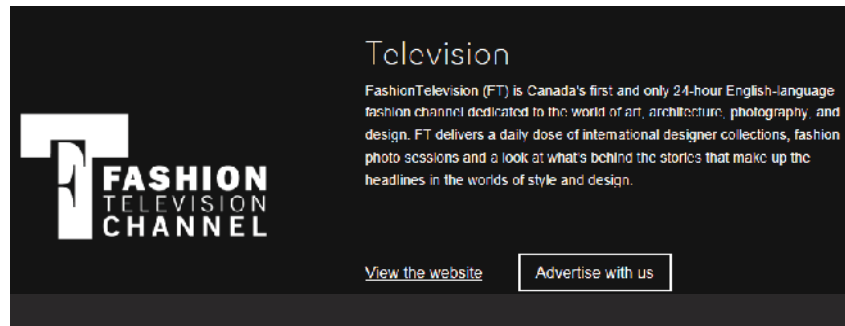 Television
FashionTelevision (FT) is Canada's first and only 24-hour English-language
fashion channel dedicated to the world of art, architecture, photography, and
design. FT delivers a daily dose of international designer collections, fashion
photo sessions and a look at what's behind the stories that make up the
headlines in the worlds of style and design.
FT
FASHION
TELEVISION
CHANNEL
View the website
Advertise with us